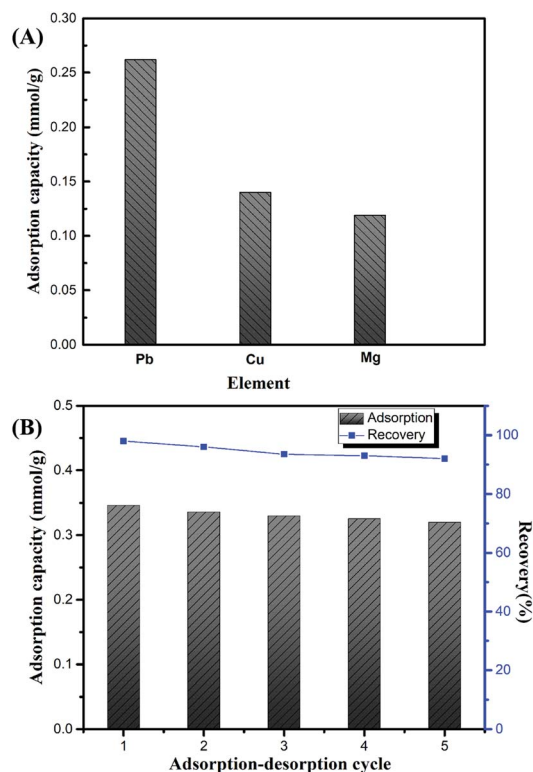 (A)
Adsorption capacity (mmol/g)
0.30
0.25
0.20
0.15
0.10
0.05
0.00
Pb Cu Mg
Element
(B)
Adsorption capacity (mmol/g)
0.5
0.4
0.3
0.2
0.1
0.0
Adsorption
Recovery
100
80
60
40
20
0
Recovery(%)
1 2 3 4 5
Adsorption-desorption cycle